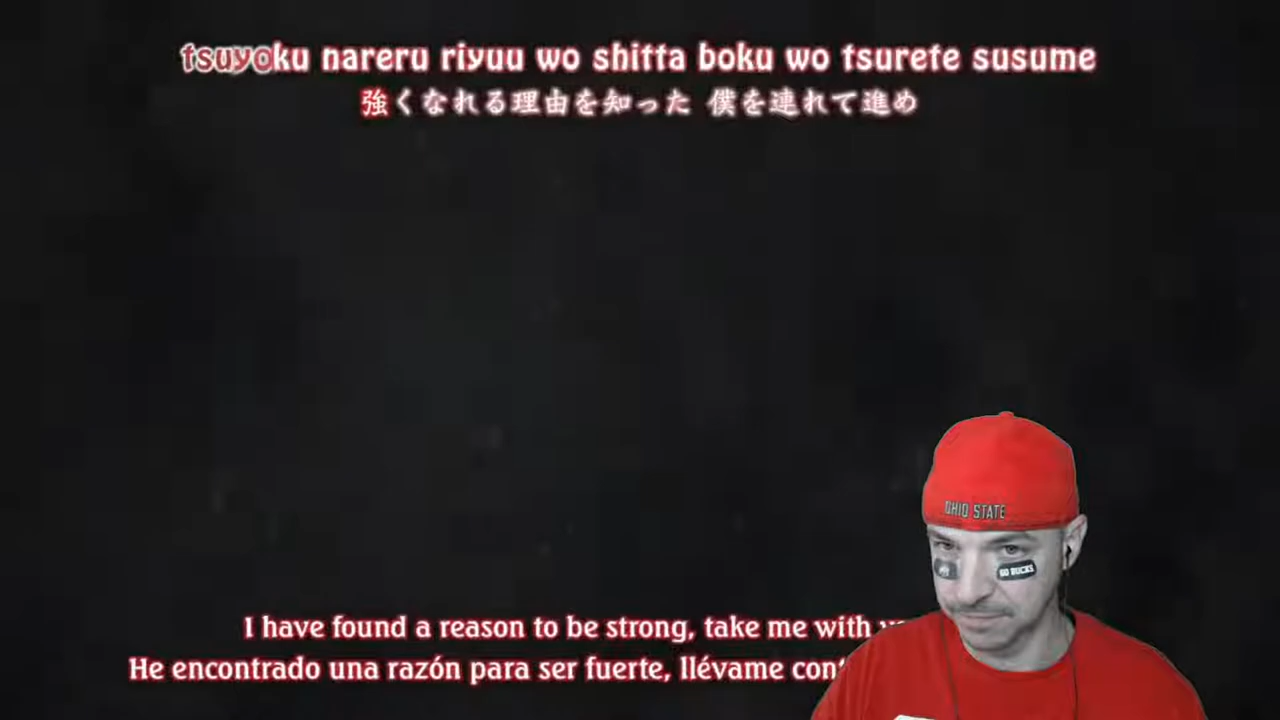 tsuyoku nareru riyuu wo shitta boku wo tsurete susume
強くなれる理由を知った 僕を連れて進め
OHIO STATE
GO BUCKS
I have found a reason to be strong, take me with
He encontrado una razón para ser fuerte, llévame